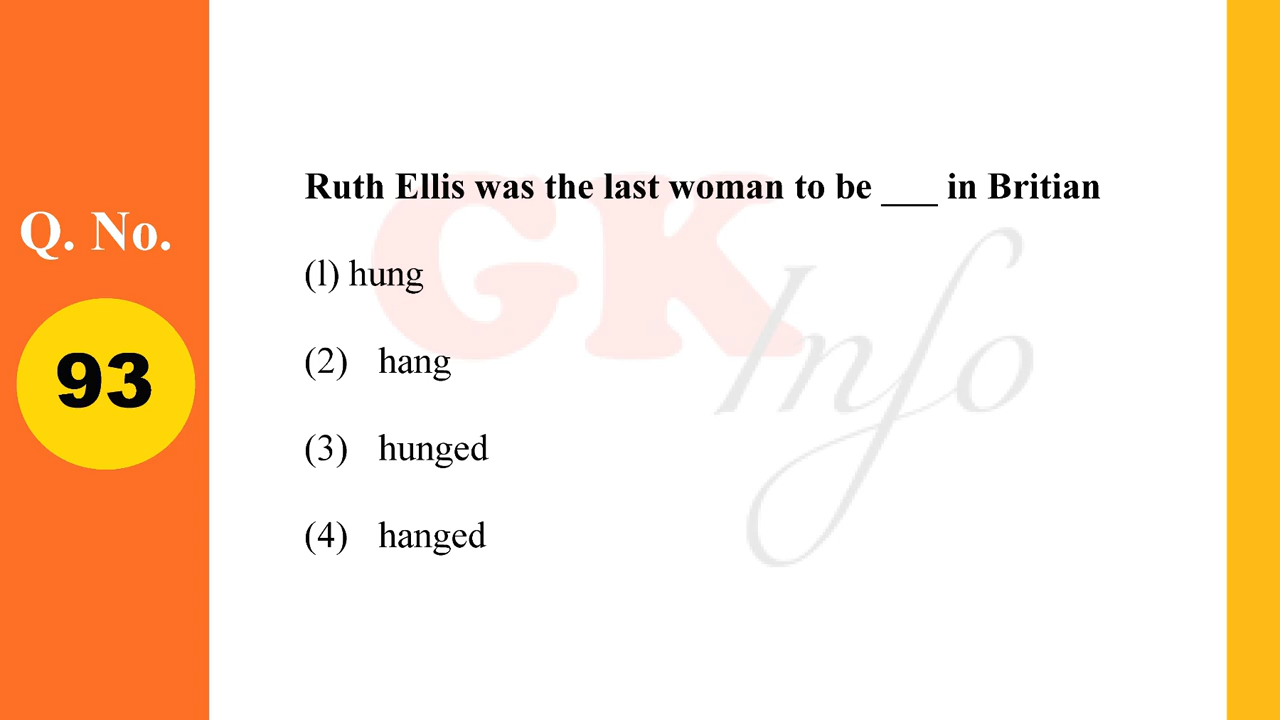 Ruth Ellis was the last woman to be ___ in Britian
Q. No.
(l) hung
(2) hang
93
(3) hunged
(4) hanged
GK
Info